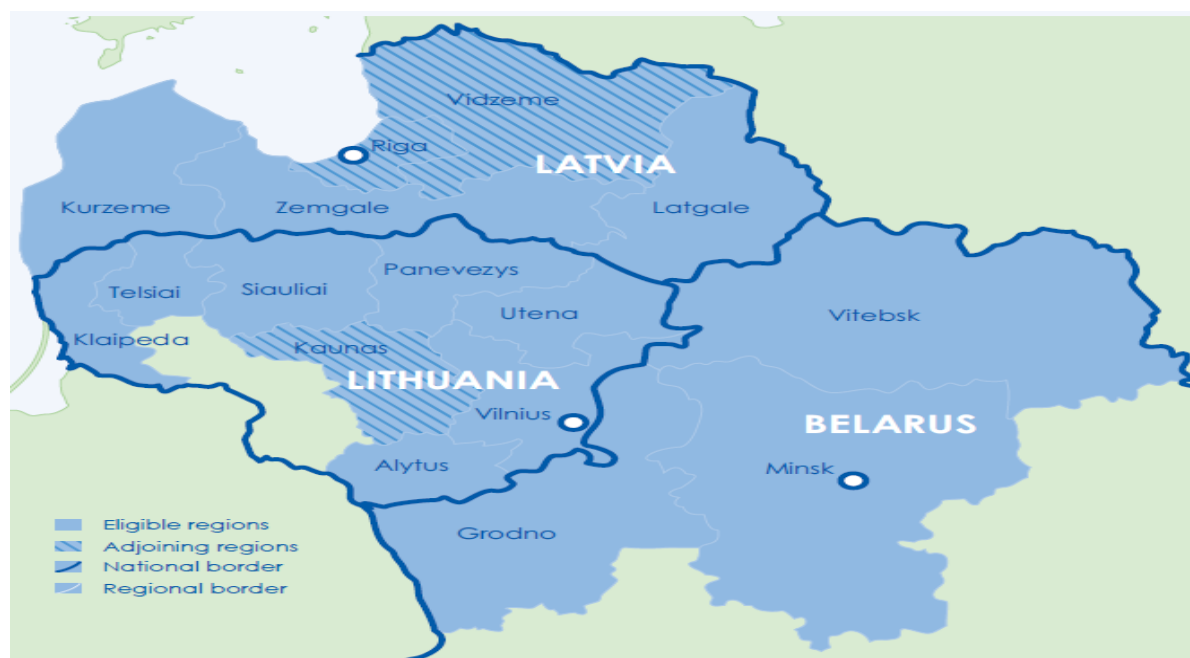 Vidzeme
Riga
LATVIA
Kurzeme
Zemgale
Latgale
Panevezys
Telsiai
Siauliai
Utena
Vitebsk
Klaipeda
Kaunas
LITHUANIA
Vilnius
BELARUS
Alytus
Minsk
Grodno
Eligible regions
Adjoining regions
National border
Regional border